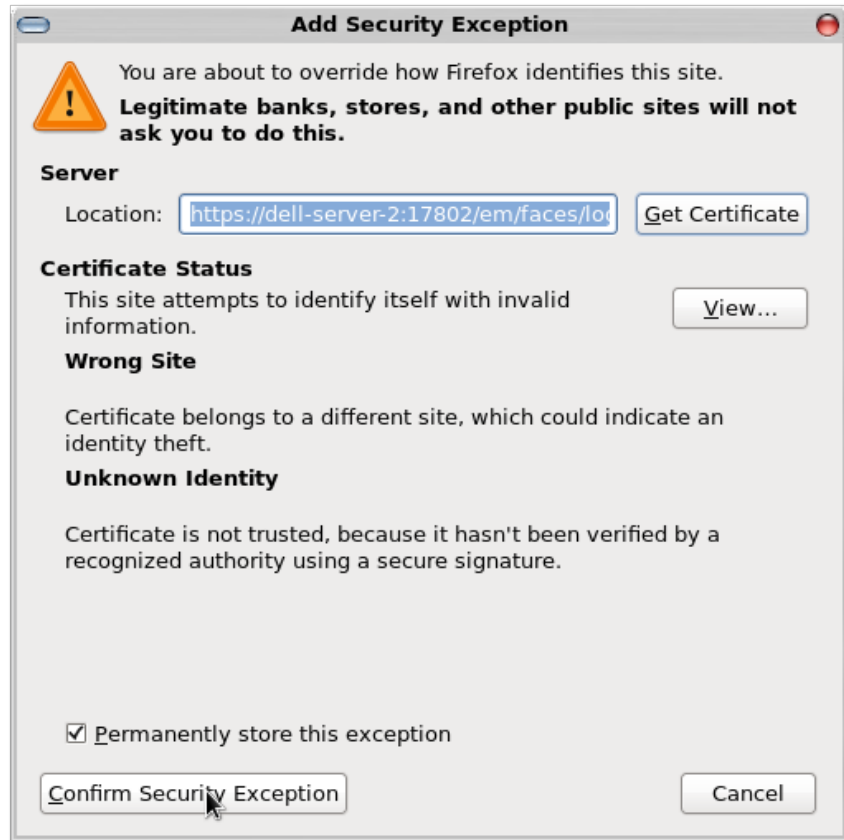 Add Security Exception
You are about to override how Firefox identifies this site.
Legitimate banks, stores, and other public sites will not
ask you to do this.
Server
Location: https://dell-server-2:17802/em/faces/loc Get Certificate
Certificate Status
This site attempts to identify itself with invalid
information.
View...
Wrong Site
Certificate belongs to a different site, which could indicate an
identity theft.
Unknown Identity
Certificate is not trusted, because it hasn't been verified by a
recognized authority using a secure signature.
Permanently store this exception
Confirm Security Exception Cancel